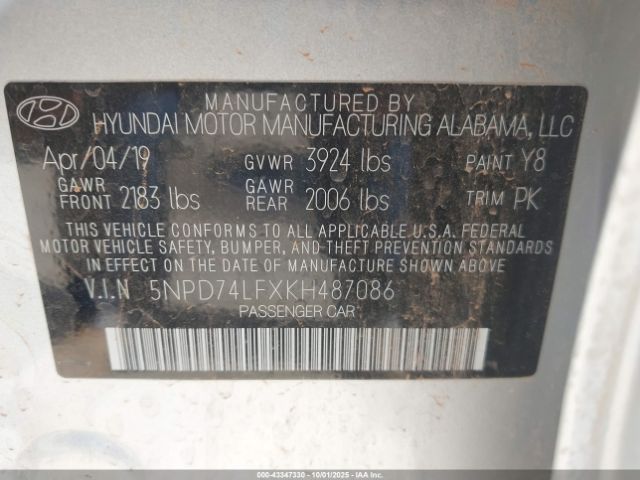 MANUFACTURED BY
HYUNDAI MOTOR MANUFACTURING ALABAMA, LLC
Apr/04/19 GVWR 3924 lbs PAINT Y8
GAWR FRONT 2183 lbs GAWR REAR 2006 lbs TRIM PK
THIS VEHICLE CONFORMS TO ALL APPLICABLE U.S.A. FEDERAL
MOTOR VEHICLE SAFETY, BUMPER, AND THEFT PREVENTION STANDARDS
IN EFFECT ON THE DATE OF MANUFACTURE SHOWN ABOVE
V.I.N 5NPD74LFXKH487086
PASSENGER CAR
000-43347330 - 10/01/2025 - Copyright © IAA